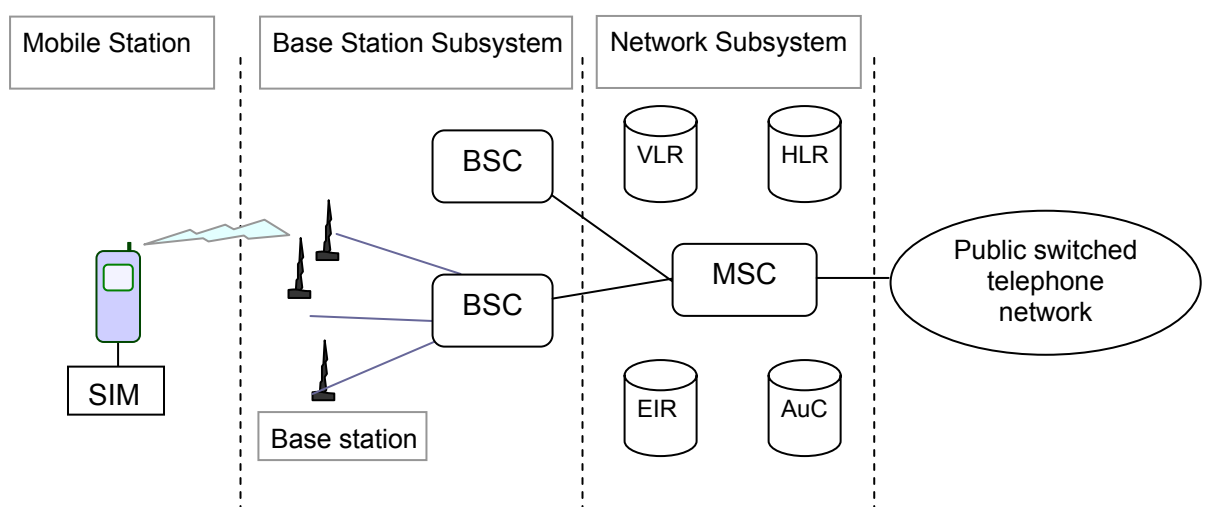 Mobile Station
Base Station Subsystem
Network Subsystem
VLR
HLR
BSC
BSC
MSC
Public switched
telephone
network
SIM
EIR
AuC
Base station